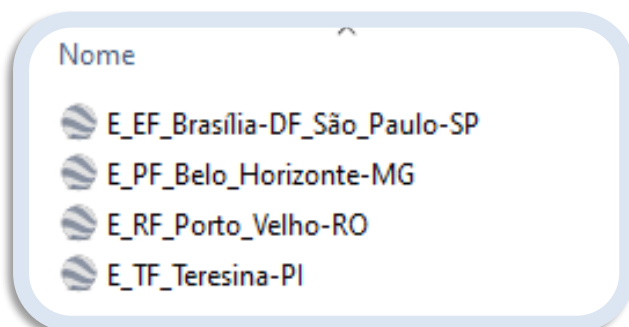 Nome
E_EF_Brasília-DF_São_Paulo-SP
E_PF_Belo_Horizonte-MG
E_RF_Porto_Velho-RO
E_TF_Teresina-PI